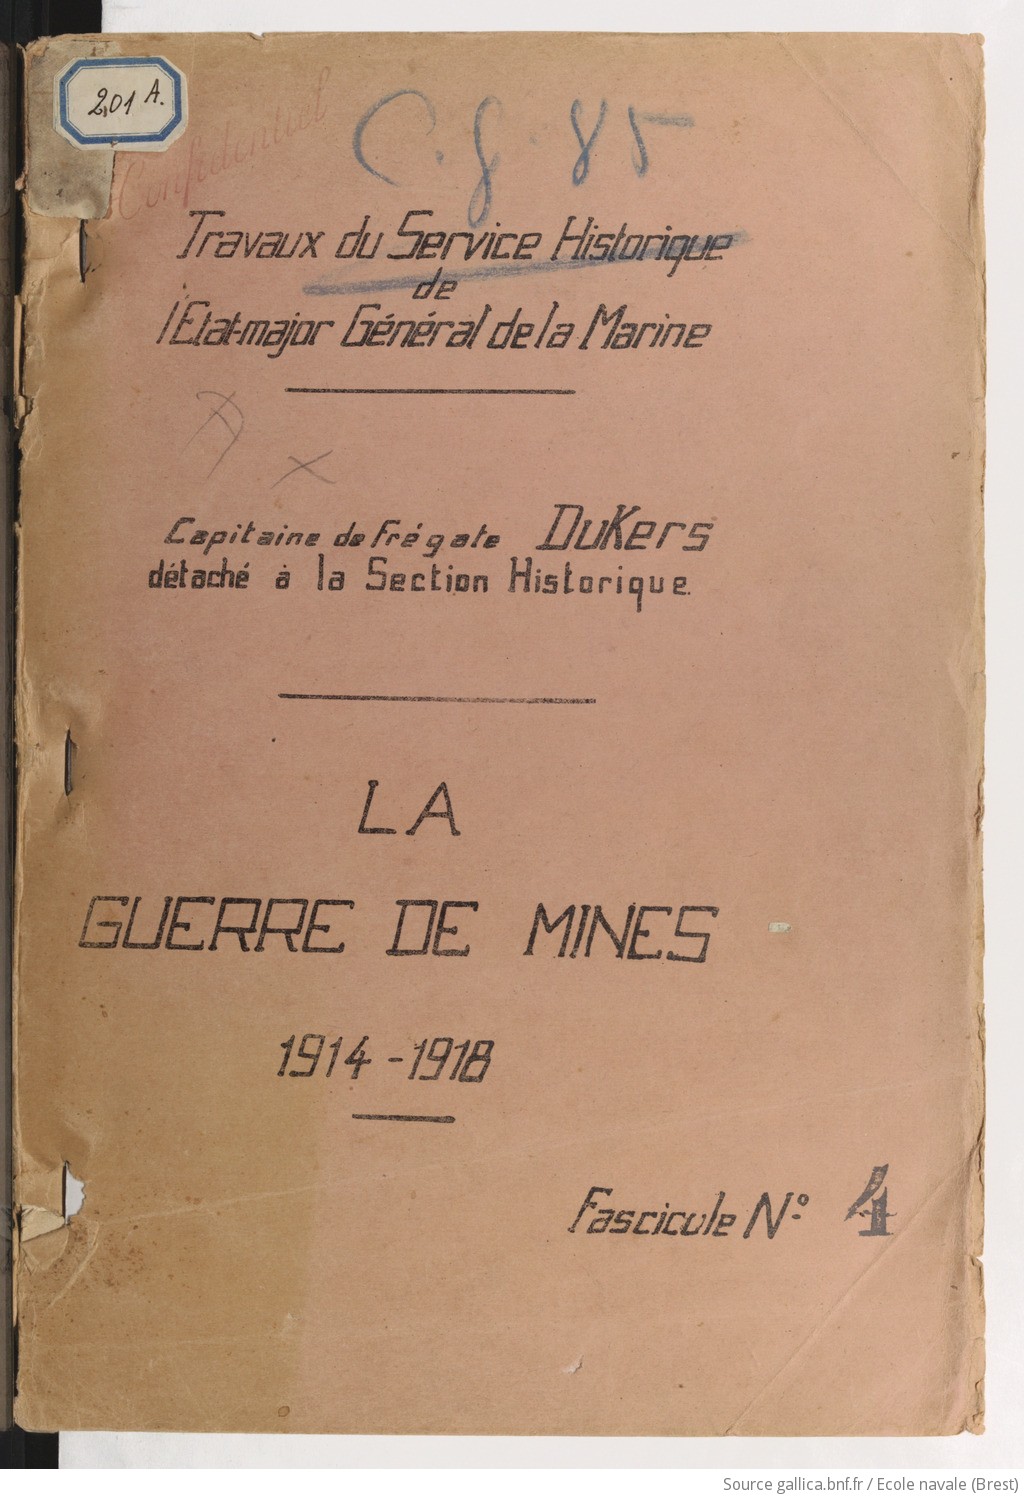 201 A.
Confidentiel
C. g. 85
Travaux du Service Historique
de
l'Etat-major Général de la Marine
Capitaine de Frégate DuKers
détaché à la Section Historique.
LA
GUERRE DE MINES
1914-1918
Fascicule N° 4
Source gallica.bnf.fr / Ecole navale (Brest)